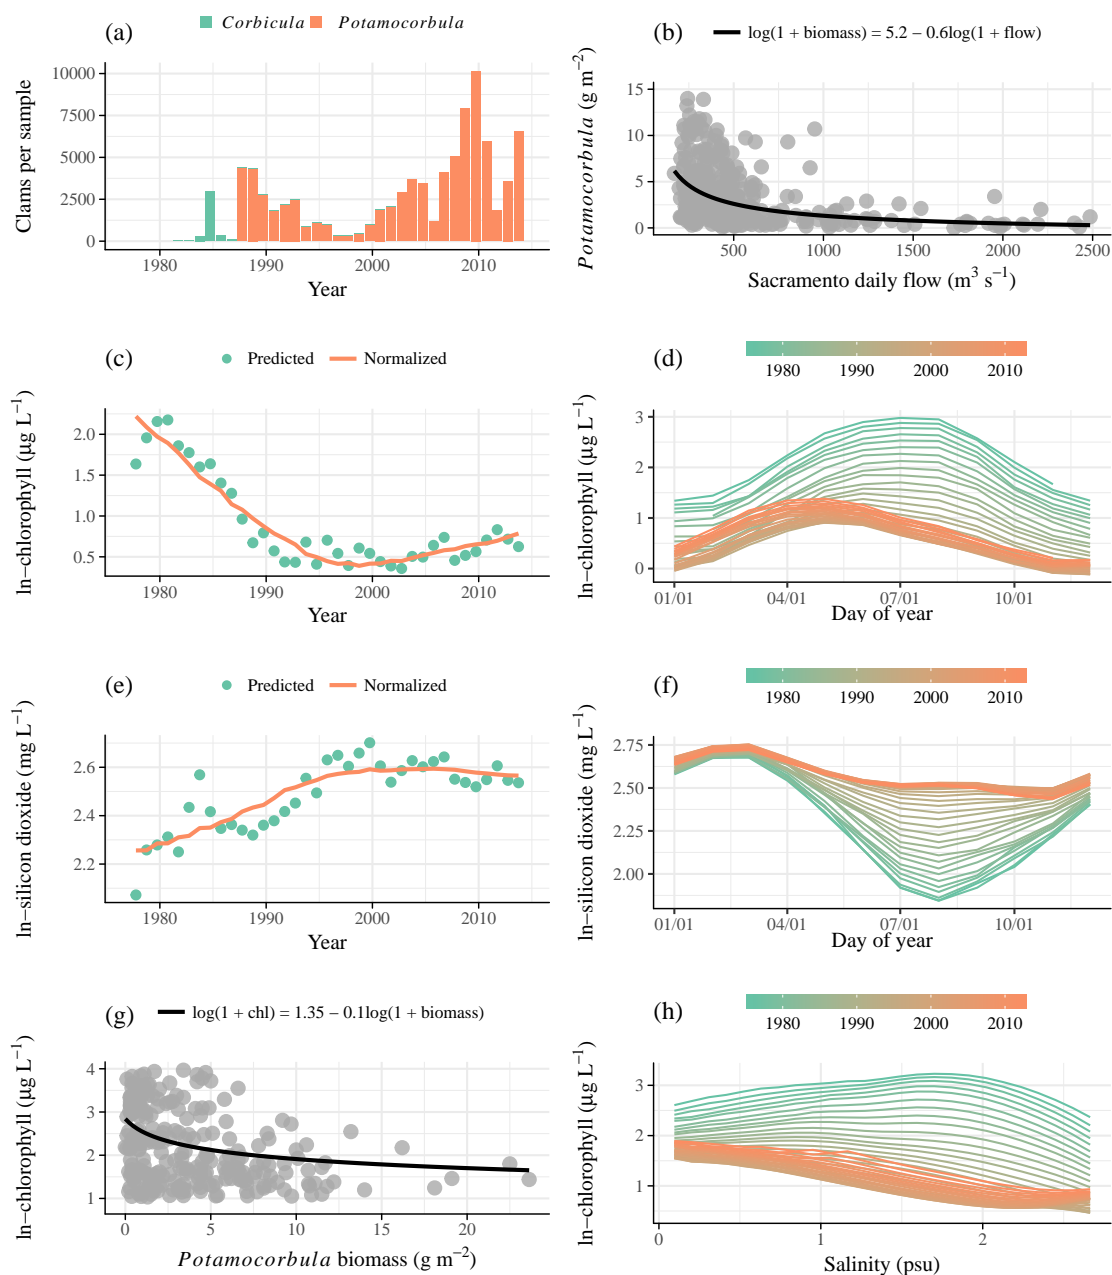 (a)
Corbicula Potamocorbula
Clams per sample
10000
7500
5000
2500
0
1980 1990 2000 2010
Year
(b)
log(1 + biomass) = 5.2 − 0.6log(1 + flow)
Potamocorbula (g m⁻²)
15
10
5
0
500 1000 1500 2000 2500
Sacramento daily flow (m³ s⁻¹)
(c)
Predicted Normalized
ln−chlorophyll (µg L⁻¹)
2.0
1.5
1.0
0.5
1980 1990 2000 2010
Year
(d)
1980 1990 2000 2010
ln−chlorophyll (µg L⁻¹)
3
2
1
0
01/01 04/01 07/01 10/01
Day of year
(e)
Predicted Normalized
ln−silicon dioxide (mg L⁻¹)
2.6
2.4
2.2
1980 1990 2000 2010
Year
(f)
1980 1990 2000 2010
ln−silicon dioxide (mg L⁻¹)
2.75
2.50
2.25
2.00
01/01 04/01 07/01 10/01
Day of year
(g)
log(1 + chl) = 1.35 − 0.1log(1 + biomass)
ln−chlorophyll (µg L⁻¹)
4
3
2
1
0 5 10 15 20
Potamocorbula biomass (g m⁻²)
(h)
1980 1990 2000 2010
ln−chlorophyll (µg L⁻¹)
3
2
1
0 1 2
Salinity (psu)